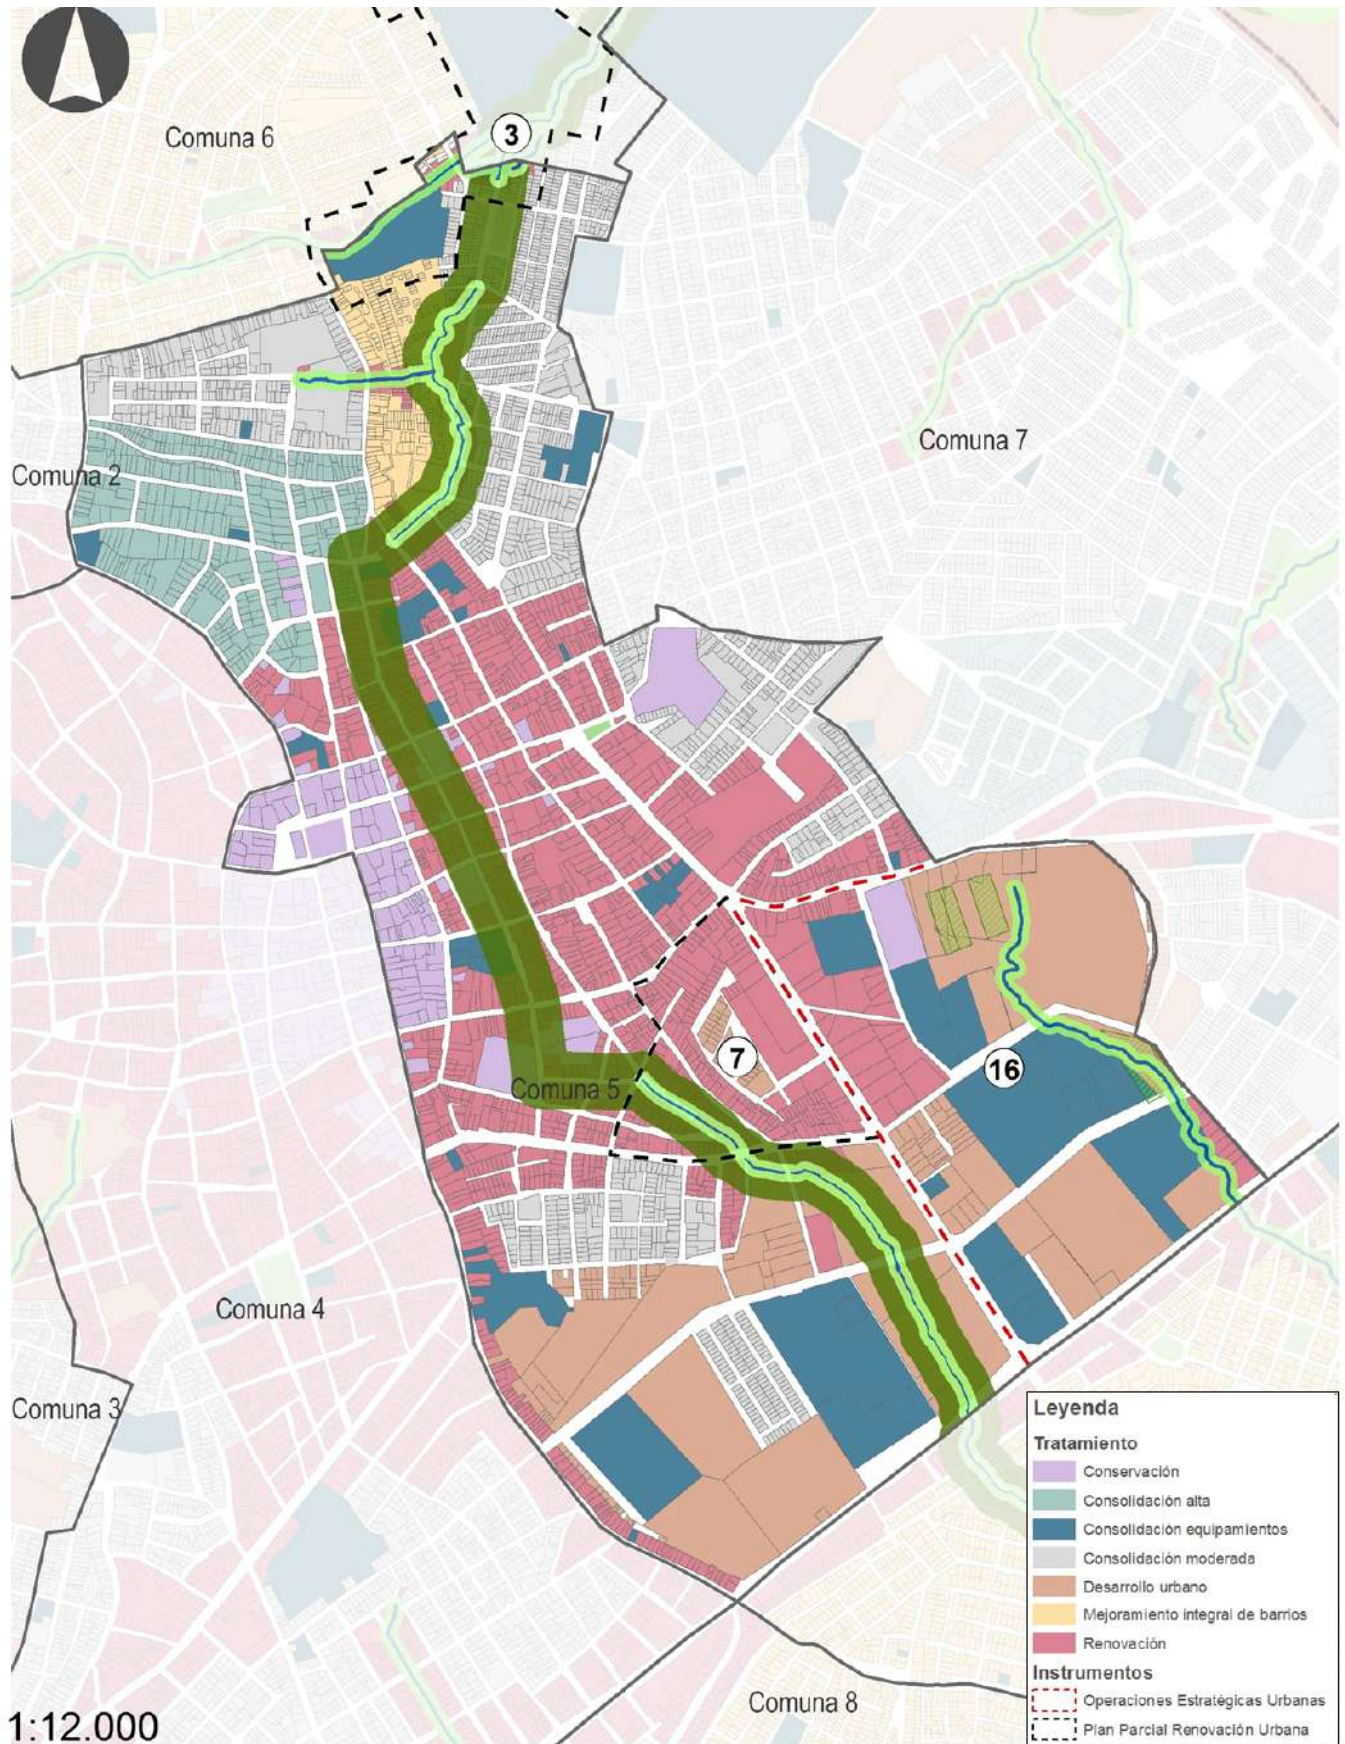 Comuna 6
3
Comuna 7
Comuna 2
7
16
Comuna 5
Comuna 4
Comuna 3
Comuna 8
1:12.000
Leyenda
Tratamiento
Conservación
Consolidación alta
Consolidación equipamientos
Consolidación moderada
Desarrollo urbano
Mejoramiento integral de barrios
Renovación
Instrumentos
Operaciones Estratégicas Urbanas
Plan Parcial Renovación Urbana